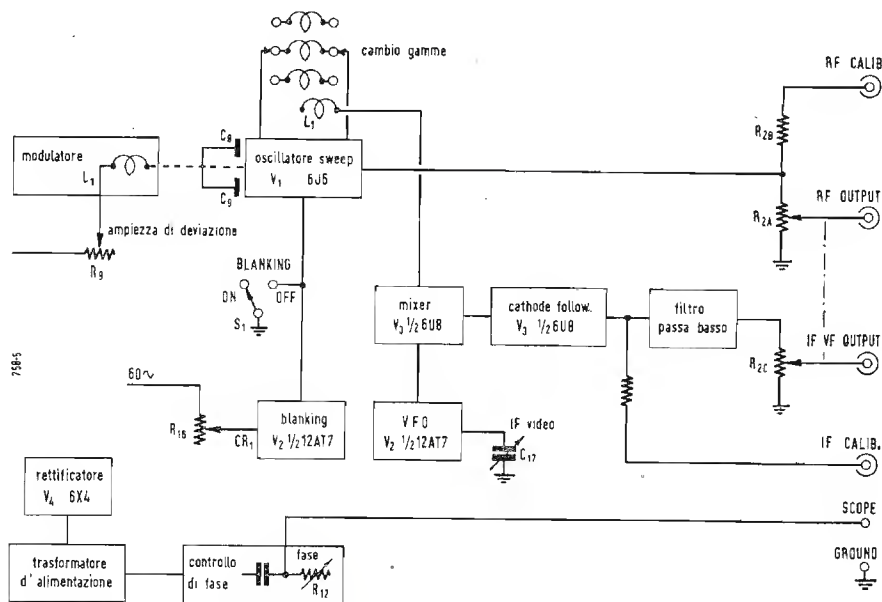 cambio gamme
L1
RF CALIB
R2B
C8
modulatore
L1
oscillatore sweep
V1 6J6
C9
RF OUTPUT
R2A
ampiezza di deviazione
R9
BLANKING
ON
OFF
S1
mixer
V3 ½ 6U8
cathode follow.
V3 ½ 6U8
filtro
passa basso
IF VF OUTPUT
R2C
758-5
60~
R16
CR1
blanking
V2 ½ 12AT7
VFO
V2 ½ 12AT7
IF video
C17
IF CALIB.
rettificatore
V4 6X4
SCOPE
trasformatore
d'alimentazione
controllo
di fase
fase
R12
GROUND